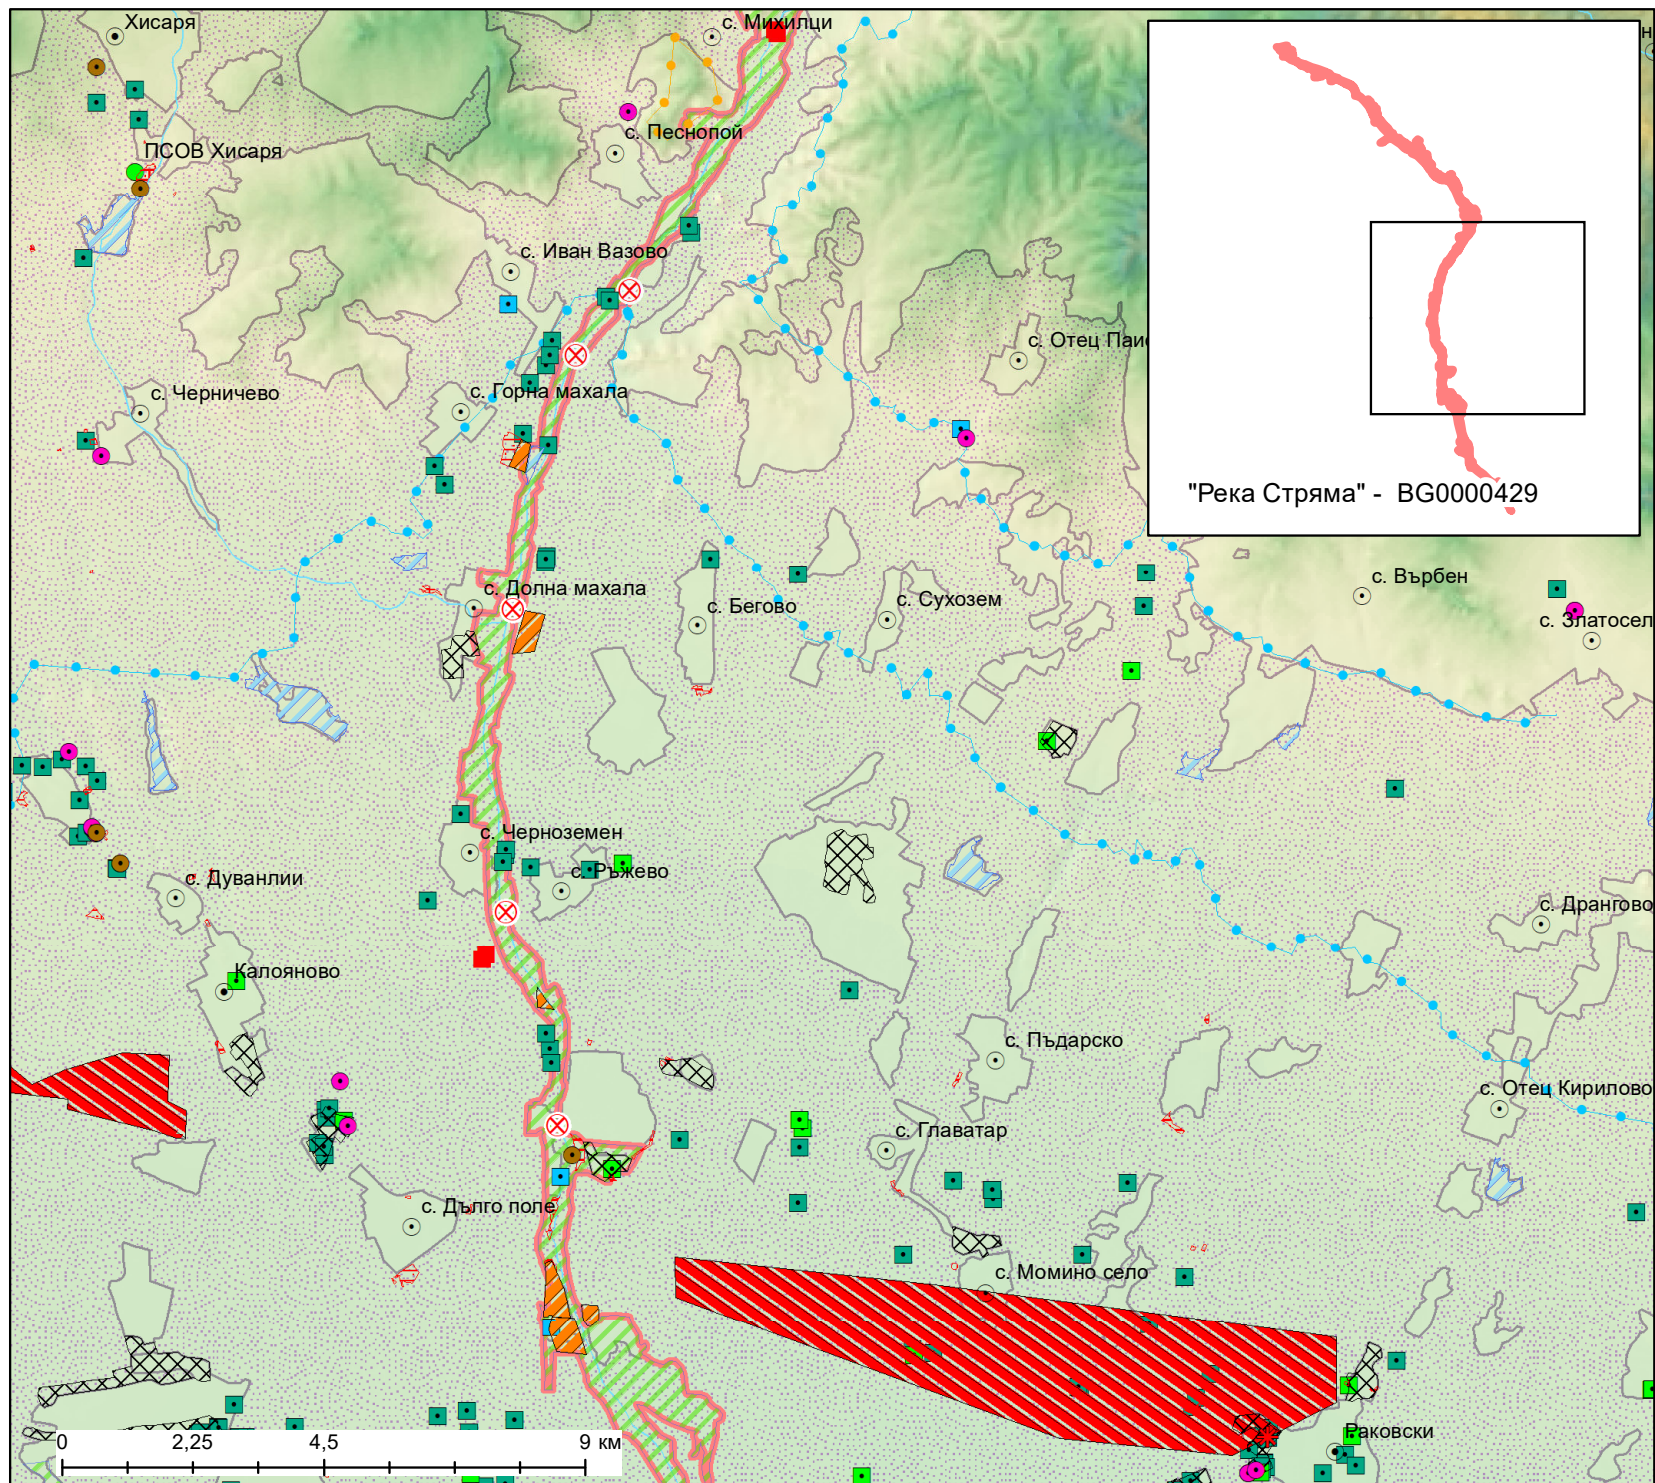 Хисаря
с. Михилци
с. Песнопой
ПСОВ Хисаря
с. Иван Вазово
с. Отец Паис
с. Черничево
с. Горна махала
"Река Стряма" - BG0000429
с. Долна махала
с. Бегово
с. Сухозем
с. Върбен
с. Златосел
с. Черноземен
с. Ръжево
с. Дуванлии
с. Дрангово
Калояново
с. Пъдарско
с. Отец Кирилово
с. Главатар
с. Дълго поле
с. Момино село
Раковски
0 2,25 4,5 9 км